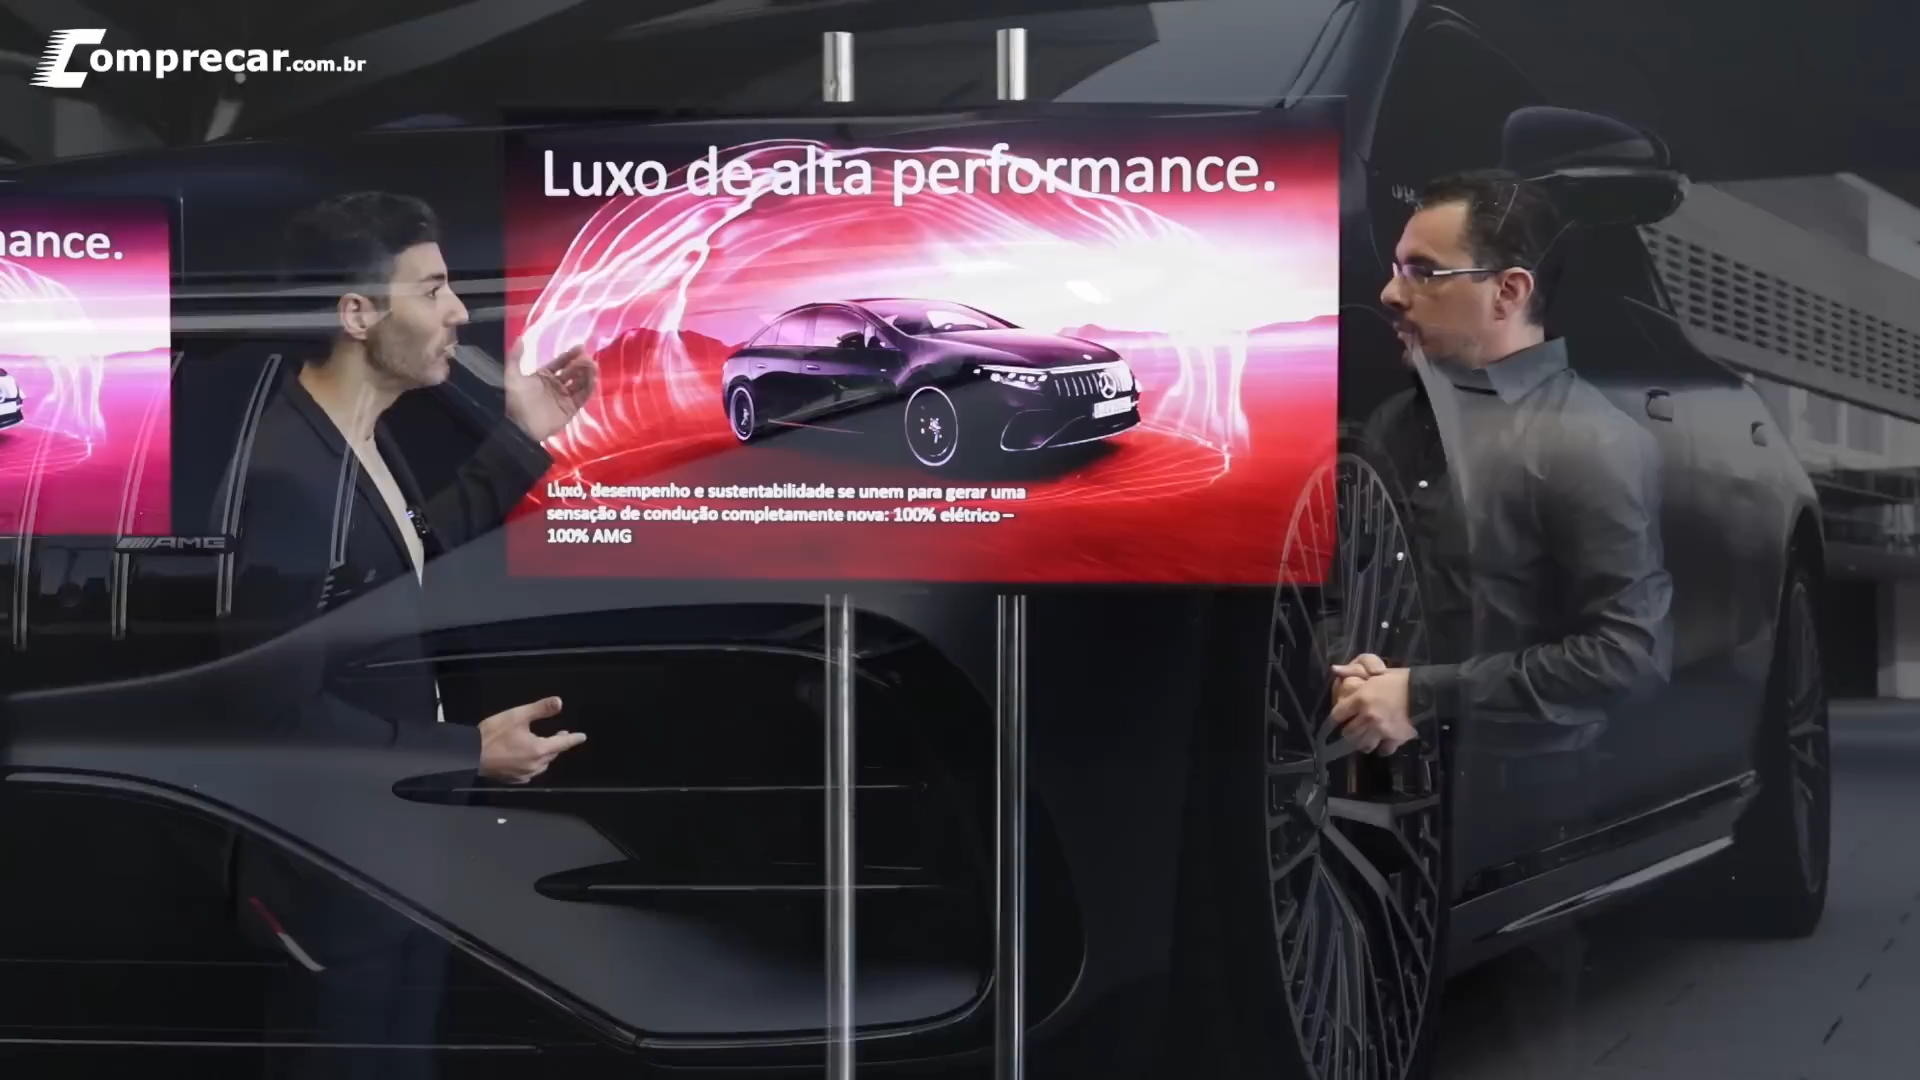 Comprecar.com.br
Luxo de alta performance.
mance.
Luxo, desempenho e sustentabilidade se unem para gerar uma
sensação de condução completamente nova: 100% elétrico –
100% AMG
AMG